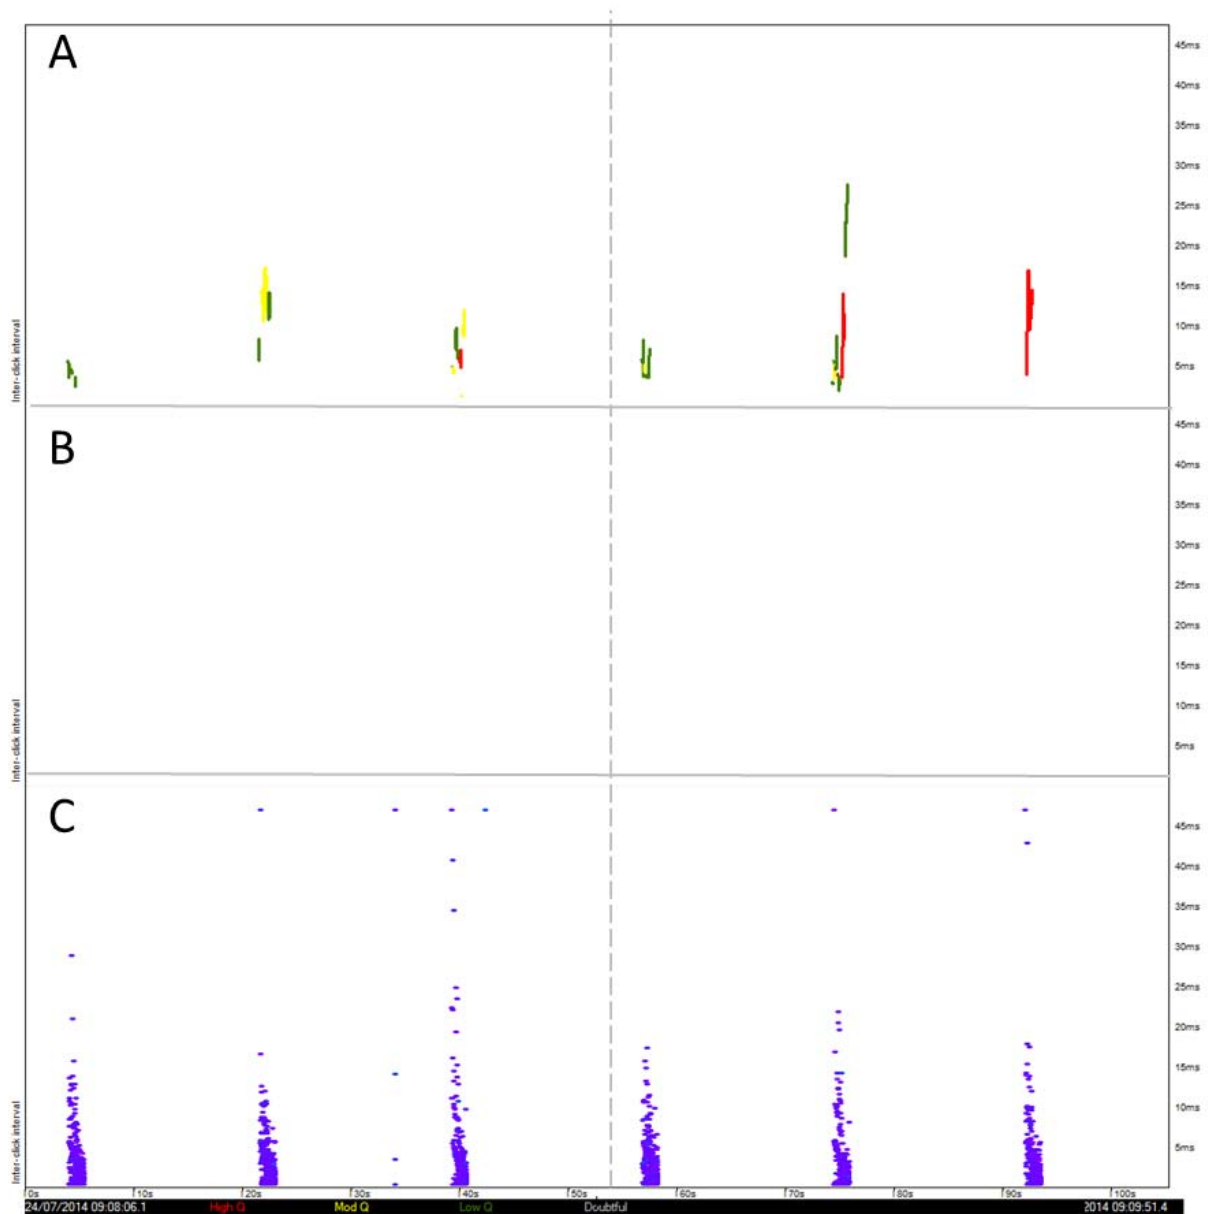 A
45ms
40ms
35ms
30ms
25ms
20ms
15ms
10ms
5ms
Inter-click interval
B
45ms
40ms
35ms
30ms
25ms
20ms
15ms
10ms
5ms
Inter-click interval
C
45ms
40ms
35ms
30ms
25ms
20ms
15ms
10ms
5ms
Inter-click interval
0s 10s 20s 30s 40s 50s 60s 70s 80s 90s 100s
24/07/2014 09:08:06.1 High Q Mod Q Low Q Doubtful 2014 09:09:51.4